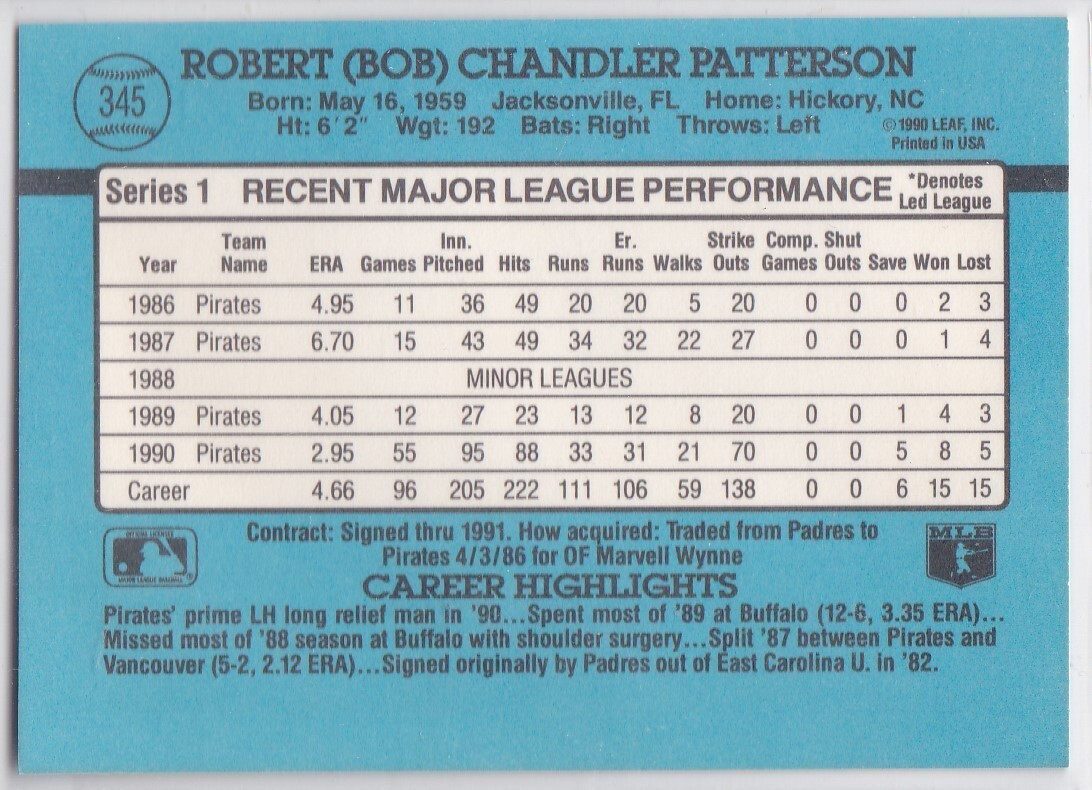 345
ROBERT (BOB) CHANDLER PATTERSON
Born: May 16, 1959 Jacksonville, FL Home: Hickory, NC
Ht: 6' 2" Wgt: 192 Bats: Right Throws: Left
©1990 LEAF, INC.
Printed in USA
Series 1 RECENT MAJOR LEAGUE PERFORMANCE *Denotes
Led League
Team Inn. Er. Strike Comp. Shut
Year Name ERA Games Pitched Hits Runs Runs Walks Outs Games Outs Save Won Lost
1986 Pirates 4.95 11 36 49 20 20 5 20 0 0 0 2 3
1987 Pirates 6.70 15 43 49 34 32 22 27 0 0 0 1 4
1988 MINOR LEAGUES
1989 Pirates 4.05 12 27 23 13 12 8 20 0 0 1 4 3
1990 Pirates 2.95 55 95 88 33 31 21 70 0 0 5 8 5
Career 4.66 96 205 222 111 106 59 138 0 0 6 15 15
Contract: Signed thru 1991. How acquired: Traded from Padres to
Pirates 4/3/86 for OF Marvell Wynne
OFFICIAL LICENSEE
MAJOR LEAGUE BASEBALL
®
MLB
CAREER HIGHLIGHTS
Pirates' prime LH long relief man in '90...Spent most of '89 at Buffalo (12-6, 3.35 ERA)...
Missed most of '88 season at Buffalo with shoulder surgery...Split '87 between Pirates and
Vancouver (5-2, 2.12 ERA)...Signed originally by Padres out of East Carolina U. in '82.